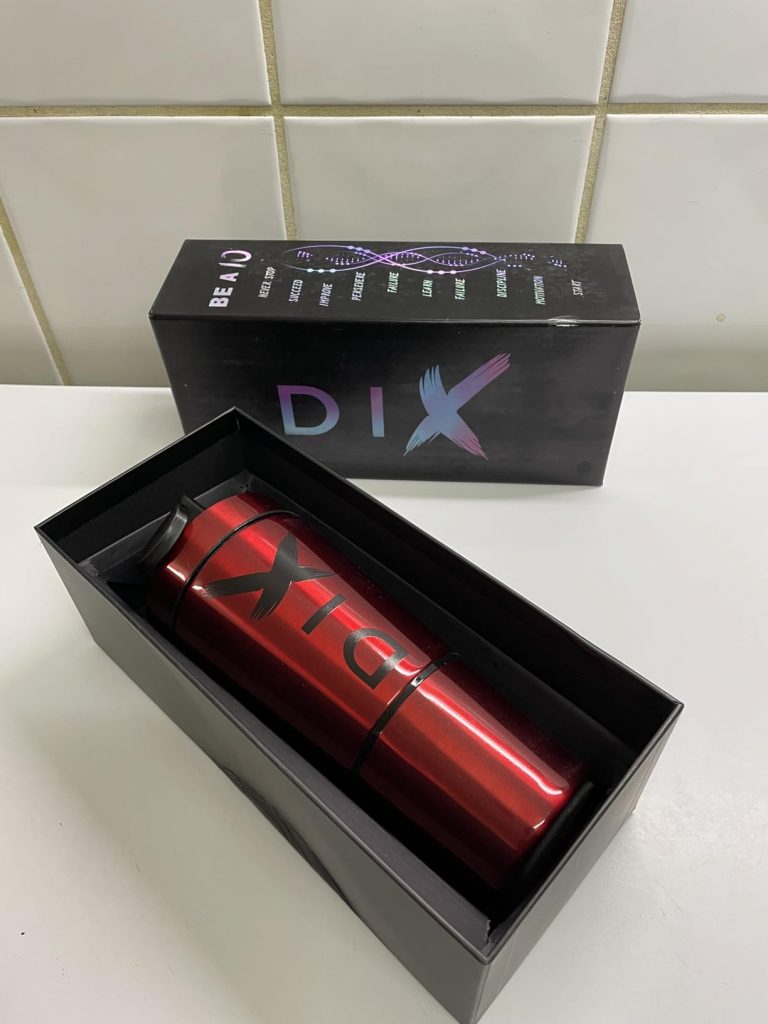 BE A 10
NEVER STOP
SUCCEED
IMPROVE
PERSEVERE
FAILURE
LEARN
FAILURE
DISCIPLINE
MOTIVATION
START
DIX
DIX